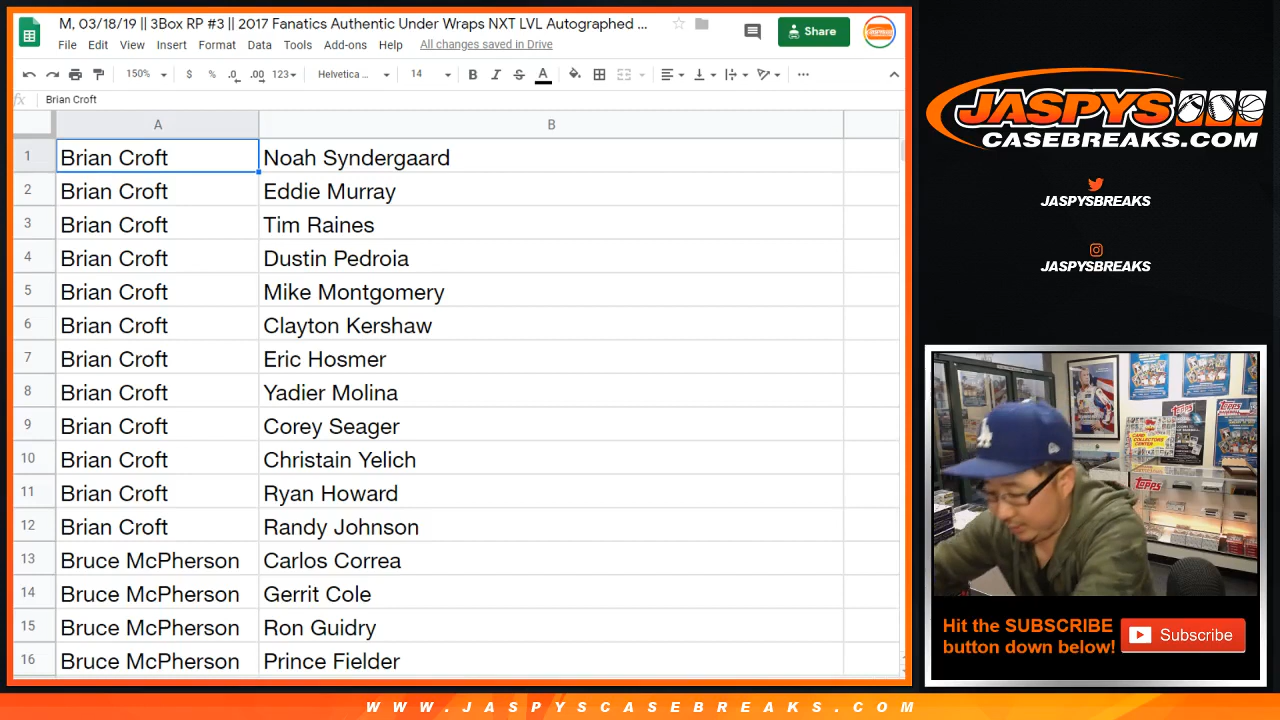 M, 03/18/19 || 3Box RP #3 || 2017 Fanatics Authentic Under Wraps NXT LVL Autographed ...
Share
File Edit View Insert Format Data Tools Add-ons Help All changes saved in Drive
150% $ % .0 .00 123 Helvetica ... 14 B I S A ...
fx Brian Croft
A B
1 Brian Croft Noah Syndergaard
2 Brian Croft Eddie Murray
3 Brian Croft Tim Raines
4 Brian Croft Dustin Pedroia
5 Brian Croft Mike Montgomery
6 Brian Croft Clayton Kershaw
7 Brian Croft Eric Hosmer
8 Brian Croft Yadier Molina
9 Brian Croft Corey Seager
10 Brian Croft Christain Yelich
11 Brian Croft Ryan Howard
12 Brian Croft Randy Johnson
13 Bruce McPherson Carlos Correa
14 Bruce McPherson Gerrit Cole
15 Bruce McPherson Ron Guidry
16 Bruce McPherson Prince Fielder
JASPYS
CASEBREAKS.COM
JASPYSBREAKS
JASPYSBREAKS
topps
CARD
COLLECTORS
CENTER
TOPPS
LA
Hit the SUBSCRIBE
button down below!
Subscribe
WWW.JASPYSCASEBREAKS.COM